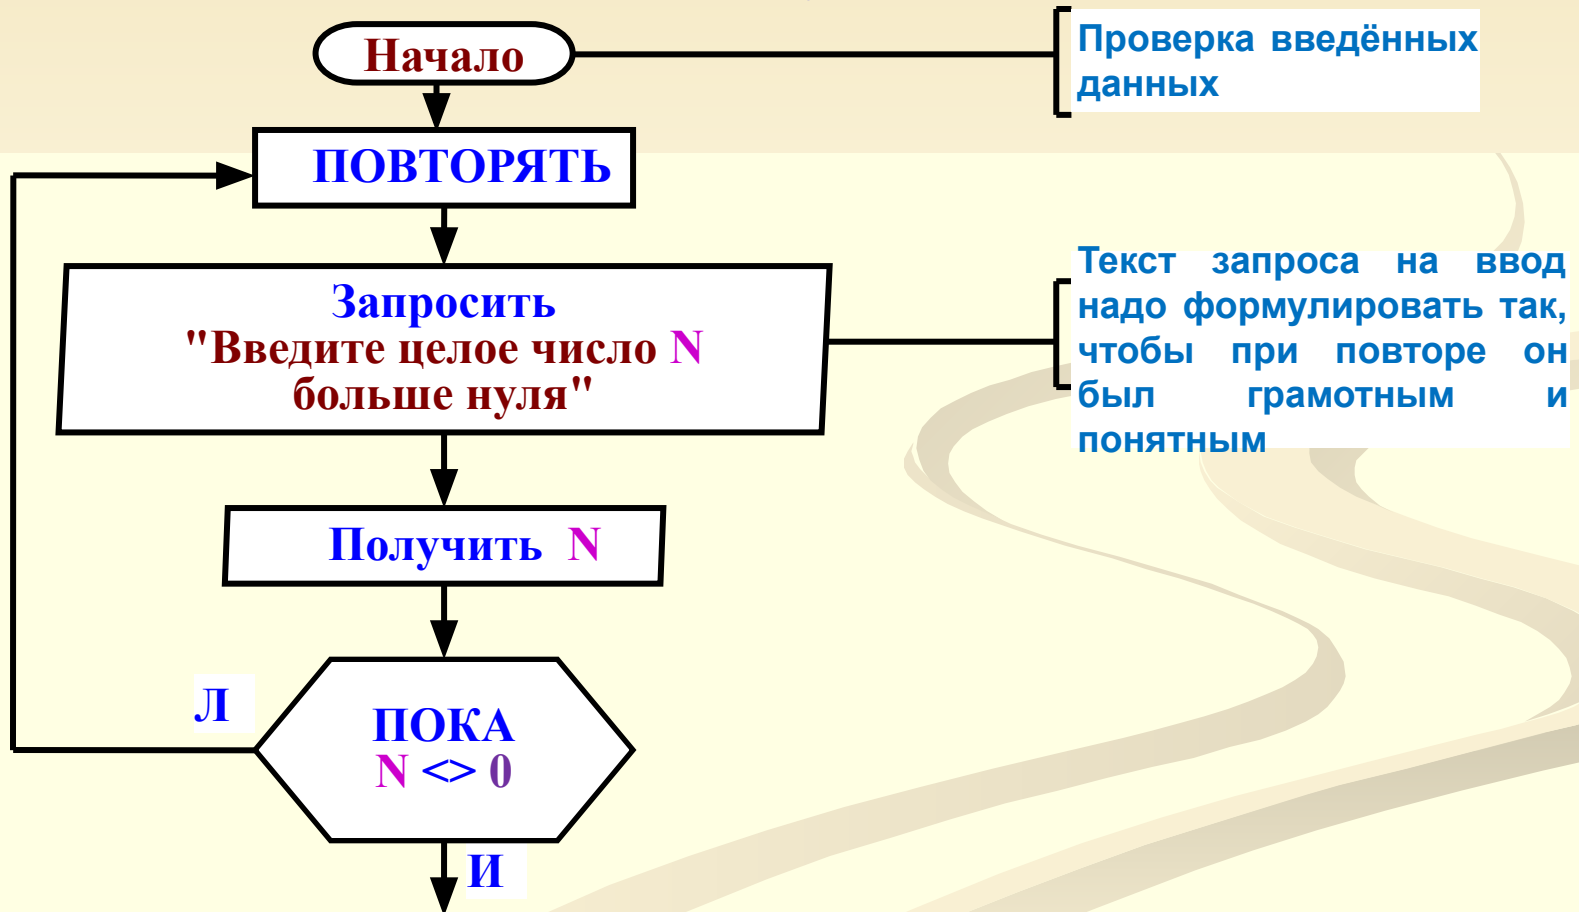 Начало
Проверка введённых
данных
ПОВТОРЯТЬ
Запросить
"Введите целое число N
больше нуля"
Текст запроса на ввод
надо формулировать так,
чтобы при повторе он
был грамотным и
понятным
Получить N
Л
ПОКА
N <> 0
И